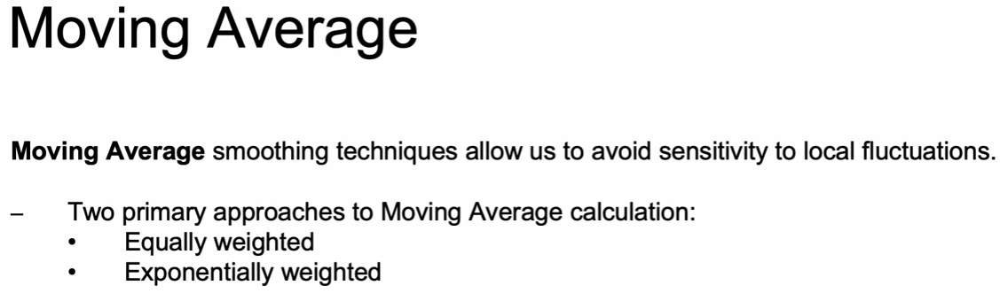 Moving Average
Moving Average smoothing techniques allow us to avoid sensitivity to local fluctuations.
– Two primary approaches to Moving Average calculation:
• Equally weighted
• Exponentially weighted